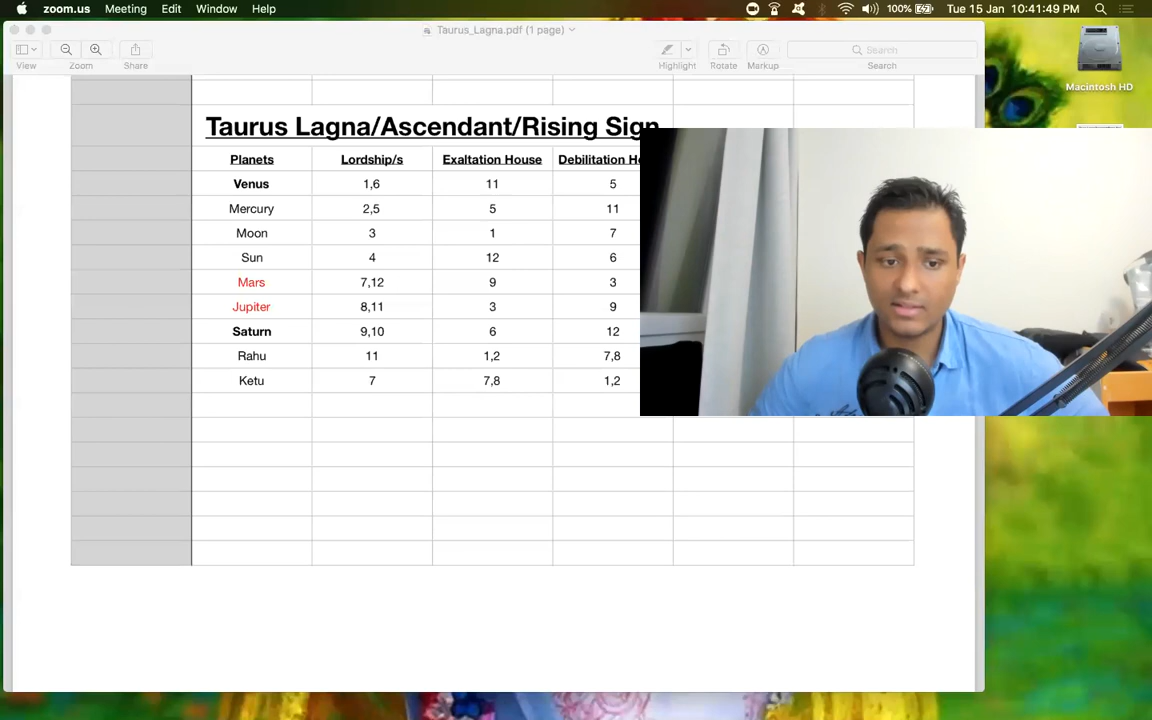 zoom.us Meeting Edit Window Help 100% Tue 15 Jan 10:41:49 PM
Taurus_Lagna.pdf (1 page)
Search
View Zoom Share Highlight Rotate Markup Search
Macintosh HD
Taurus Lagna/Ascendant/Rising Sign
Planets Lordship/s Exaltation House Debilitation
Venus 1,6 11 5
Mercury 2,5 5 11
Moon 3 1 7
Sun 4 12 6
Mars 7,12 9 3
Jupiter 8,11 3 9
Saturn 9,10 6 12
Rahu 11 1,2 7,8
Ketu 7 7,8 1,2